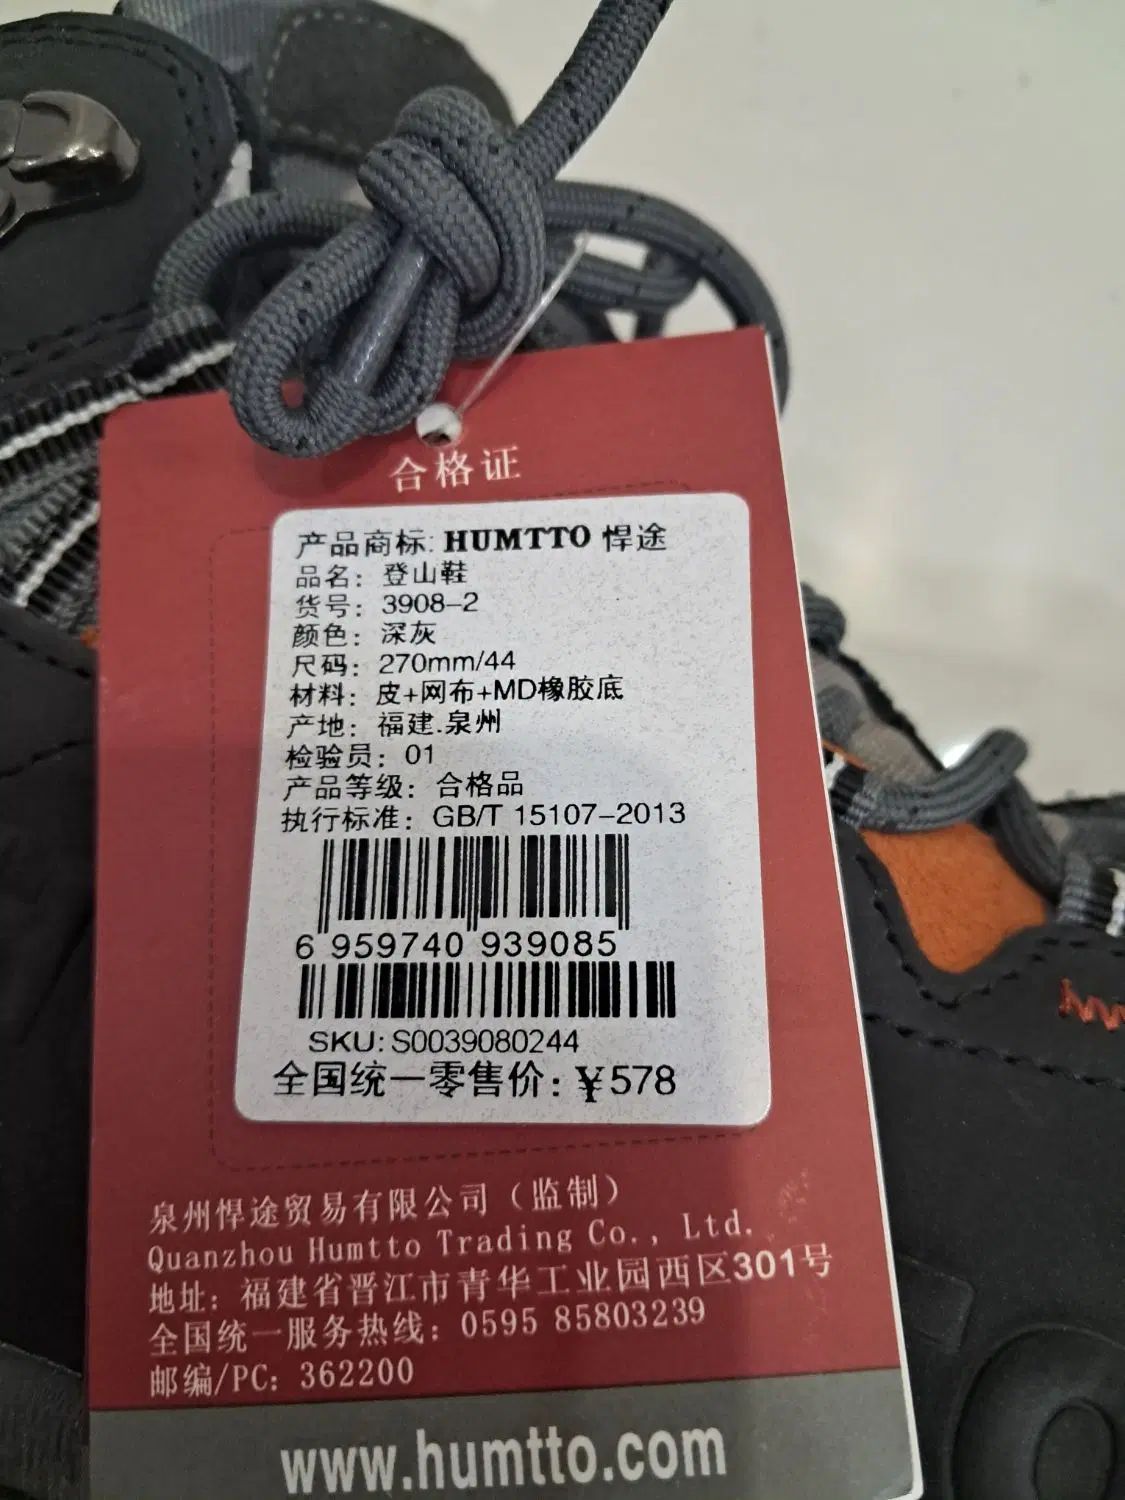 合格证
产品商标: HUMTTO 悍途
品名: 登山鞋
货号: 3908-2
颜色: 深灰
尺码: 270mm/44
材料: 皮+网布+MD橡胶底
产地: 福建.泉州
检验员: 01
产品等级: 合格品
执行标准: GB/T 15107-2013
6 959740 939085
SKU: S0039080244
全国统一零售价: ¥578
泉州悍途贸易有限公司（监制）
Quanzhou Humtto Trading Co., Ltd.
地址: 福建省晋江市青华工业园西区301号
全国统一服务热线: 0595 85803239
邮编/PC: 362200
www.humtto.com